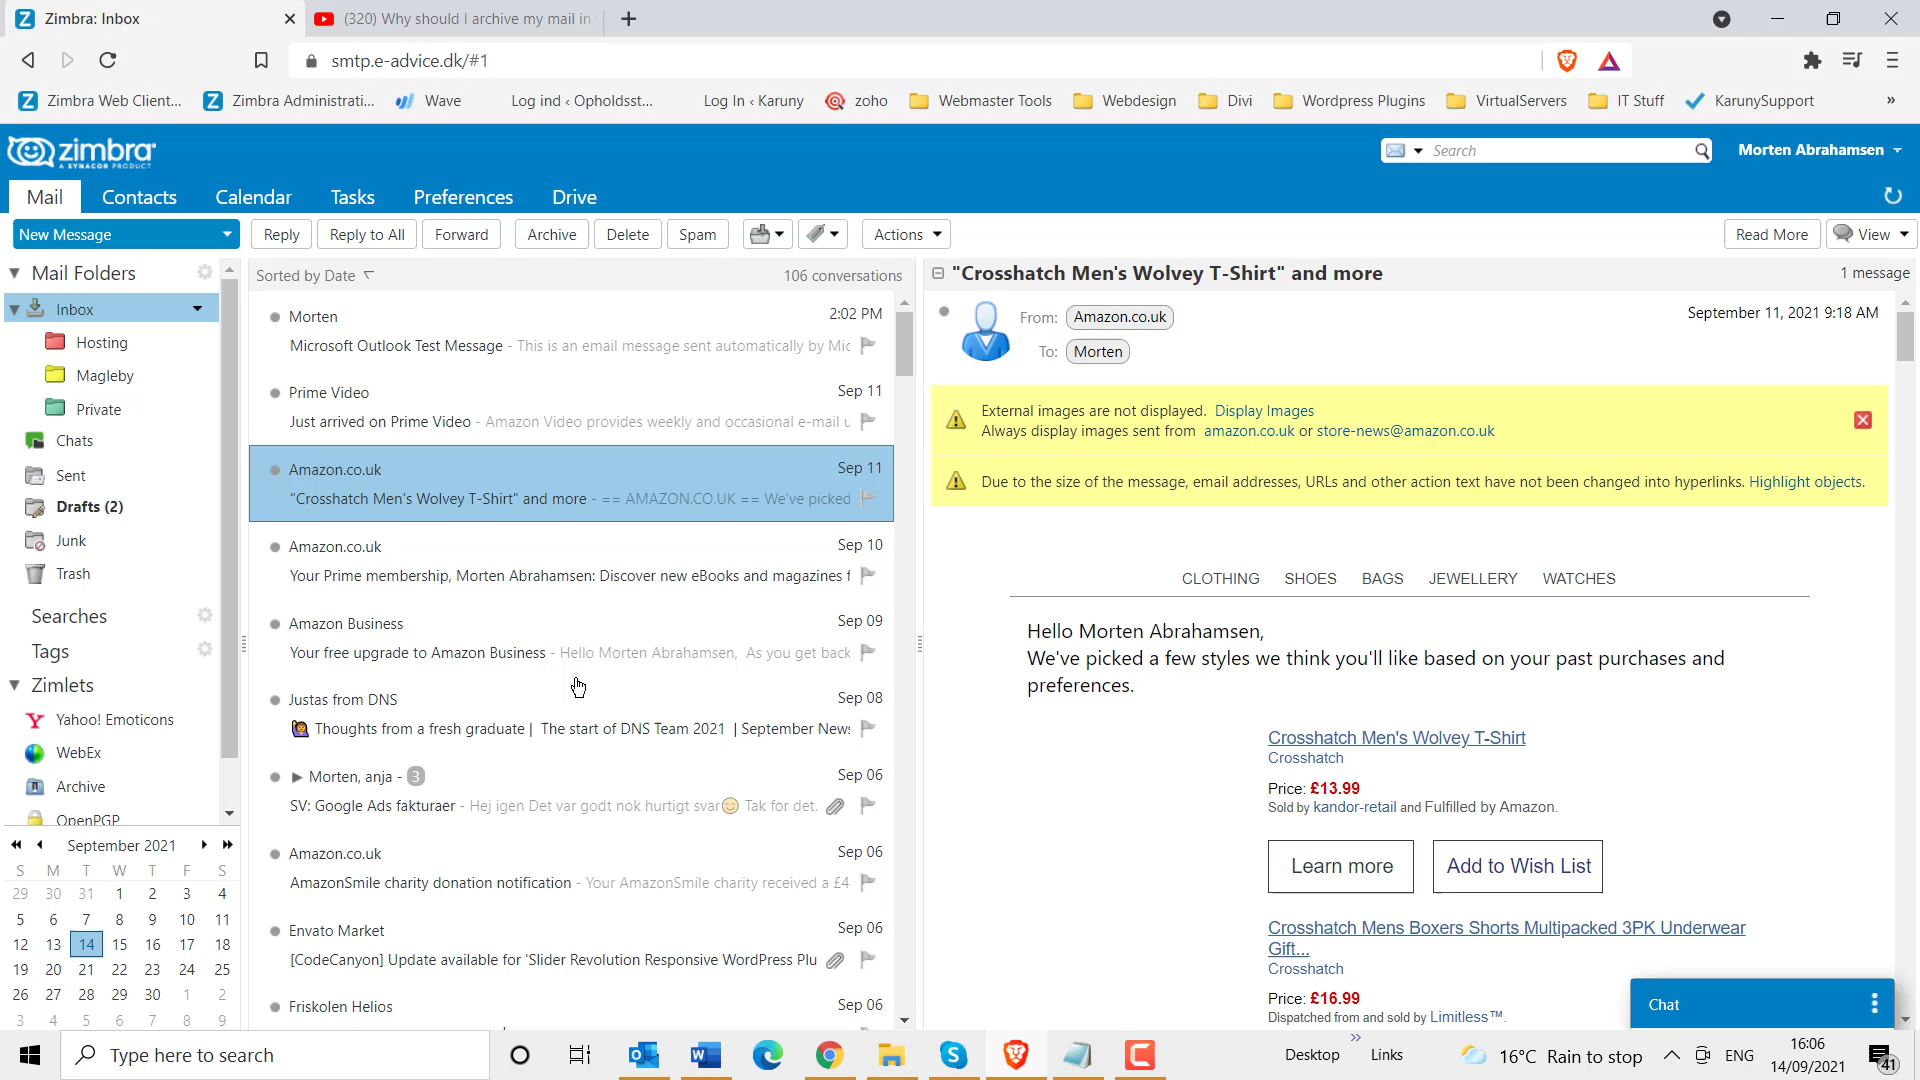 Zimbra: Inbox
(320) Why should I archive my mail in
smtp.e-advice.dk/#1
Zimbra Web Client...
Zimbra Administrati...
Wave
Log ind ‹ Opholdsst...
Log In ‹ Karuny
zoho
Webmaster Tools
Webdesign
Divi
Wordpress Plugins
VirtualServers
IT Stuff
KarunySupport
»
zimbra
A SYNACOR PRODUCT
Search
Morten Abrahamsen
Mail
Contacts
Calendar
Tasks
Preferences
Drive
New Message
Reply
Reply to All
Forward
Archive
Delete
Spam
Actions
Read More
View
Mail Folders
Inbox
Hosting
Magleby
Private
Chats
Sent
Drafts (2)
Junk
Trash
Searches
Tags
Zimlets
Yahoo! Emoticons
WebEx
Archive
OpenPGP
September 2021
S M T W T F S
29 30 31 1 2 3 4
5 6 7 8 9 10 11
12 13 14 15 16 17 18
19 20 21 22 23 24 25
26 27 28 29 30 1 2
3 4 5 6 7 8 9
Sorted by Date
106 conversations
Morten 2:02 PM
Microsoft Outlook Test Message - This is an email message sent automatically by Mic
Prime Video Sep 11
Just arrived on Prime Video - Amazon Video provides weekly and occasional e-mail u
Amazon.co.uk Sep 11
"Crosshatch Men's Wolvey T-Shirt" and more - == AMAZON.CO.UK == We've picked
Amazon.co.uk Sep 10
Your Prime membership, Morten Abrahamsen: Discover new eBooks and magazines f
Amazon Business Sep 09
Your free upgrade to Amazon Business - Hello Morten Abrahamsen, As you get back
Justas from DNS Sep 08
Thoughts from a fresh graduate | The start of DNS Team 2021 | September News
Morten, anja - 3 Sep 06
SV: Google Ads fakturaer - Hej igen Det var godt nok hurtigt svar😊 Tak for det.
Amazon.co.uk Sep 06
AmazonSmile charity donation notification - Your AmazonSmile charity received a £4
Envato Market Sep 06
[CodeCanyon] Update available for 'Slider Revolution Responsive WordPress Plu
Friskolen Helios Sep 06
"Crosshatch Men's Wolvey T-Shirt" and more
1 message
From: Amazon.co.uk
September 11, 2021 9:18 AM
To: Morten
External images are not displayed. Display Images
Always display images sent from amazon.co.uk or store-news@amazon.co.uk
Due to the size of the message, email addresses, URLs and other action text have not been changed into hyperlinks. Highlight objects.
CLOTHING SHOES BAGS JEWELLERY WATCHES
Hello Morten Abrahamsen,
We've picked a few styles we think you'll like based on your past purchases and
preferences.
Crosshatch Men's Wolvey T-Shirt
Crosshatch
Price: £13.99
Sold by kandor-retail and Fulfilled by Amazon.
Learn more
Add to Wish List
Crosshatch Mens Boxers Shorts Multipacked 3PK Underwear
Gift...
Crosshatch
Price: £16.99
Dispatched from and sold by Limitless™.
Chat
Type here to search
Desktop
»
Links
16°C Rain to stop
ENG
16:06
14/09/2021
41